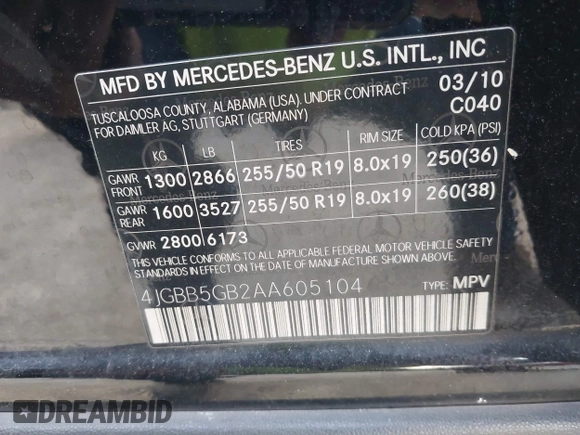 MFD BY MERCEDES-BENZ U.S. INTL., INC
TUSCALOOSA COUNTY, ALABAMA (USA). UNDER CONTRACT 03/10
FOR DAIMLER AG, STUTTGART (GERMANY) C040
KG LB TIRES RIM SIZE COLD KPA (PSI)
GAWR FRONT 1300 2866 255/50 R19 8.0x19 250(36)
GAWR REAR 1600 3527 255/50 R19 8.0x19 260(38)
GVWR 2800 6173
THIS VEHICLE CONFORMS TO ALL APPLICABLE FEDERAL MOTOR VEHICLE SAFETY
STANDARDS IN EFFECT ON THE DATE OF MANUFACTURE SHOWN ABOVE.
4JGBB5GB2AA605104 TYPE: MPV
DREAMBID